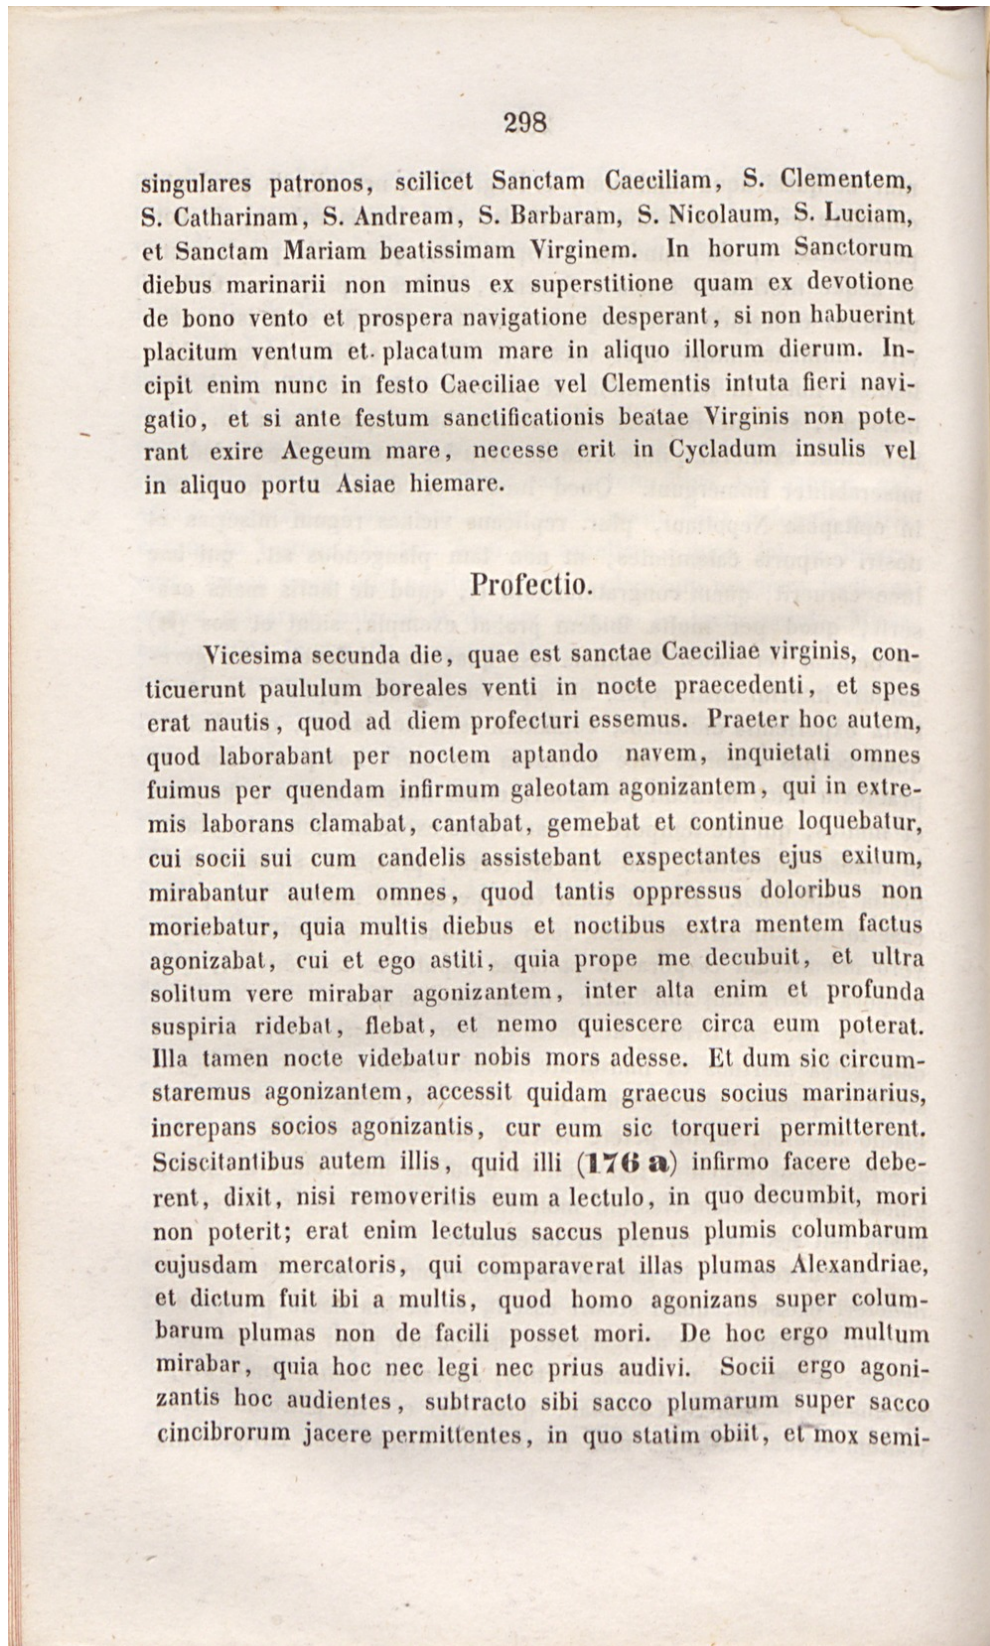 298
singulares patronos, scilicet Sanctam Caeciliam, S. Clementem,
S. Catharinam, S. Andream, S. Barbaram, S. Nicolaum, S. Luciam,
et Sanctam Mariam beatissimam Virginem. In horum Sanctorum
diebus marinarii non minus ex superstitione quam ex devotione
de bono vento et prospera navigatione desperant, si non habuerint
placitum ventum et placatum mare in aliquo illorum dierum. In-
cipit enim nunc in festo Caeciliae vel Clementis intuta fieri navi-
gatio, et si ante festum sanctificationis beatae Virginis non pote-
rant exire Aegeum mare, necesse erit in Cycladum insulis vel
in aliquo portu Asiae hiemare.
Profectio.
Vicesima secunda die, quae est sanctae Caeciliae virginis, con-
ticuerunt paululum boreales venti in nocte praecedenti, et spes
erat nautis, quod ad diem profecturi essemus. Praeter hoc autem,
quod laborabant per noctem aptando navem, inquietati omnes
fuimus per quendam infirmum galeotam agonizantem, qui in extre-
mis laborans clamabat, cantabat, gemebat et continue loquebatur,
cui socii sui cum candelis assistebant exspectantes ejus exitum,
mirabantur autem omnes, quod tantis oppressus doloribus non
moriebatur, quia multis diebus et noctibus extra mentem factus
agonizabat, cui et ego astiti, quia prope me decubuit, et ultra
solitum vere mirabar agonizantem, inter alta enim et profunda
suspiria ridebat, flebat, et nemo quiescere circa eum poterat.
Illa tamen nocte videbatur nobis mors adesse. Et dum sic circum-
staremus agonizantem, accessit quidam graecus socius marinarius,
increpans socios agonizantis, cur eum sic torqueri permitterent.
Sciscitantibus autem illis, quid illi (176 a) infirmo facere debe-
rent, dixit, nisi removeritis eum a lectulo, in quo decumbit, mori
non poterit; erat enim lectulus saccus plenus plumis columbarum
cujusdam mercatoris, qui comparaverat illas plumas Alexandriae,
et dictum fuit ibi a multis, quod homo agonizans super colum-
barum plumas non de facili posset mori. De hoc ergo multum
mirabar, quia hoc nec legi nec prius audivi. Socii ergo agoni-
zantis hoc audientes, subtracto sibi sacco plumarum super sacco
cincibrorum jacere permittentes, in quo statim obiit, et mox semi-